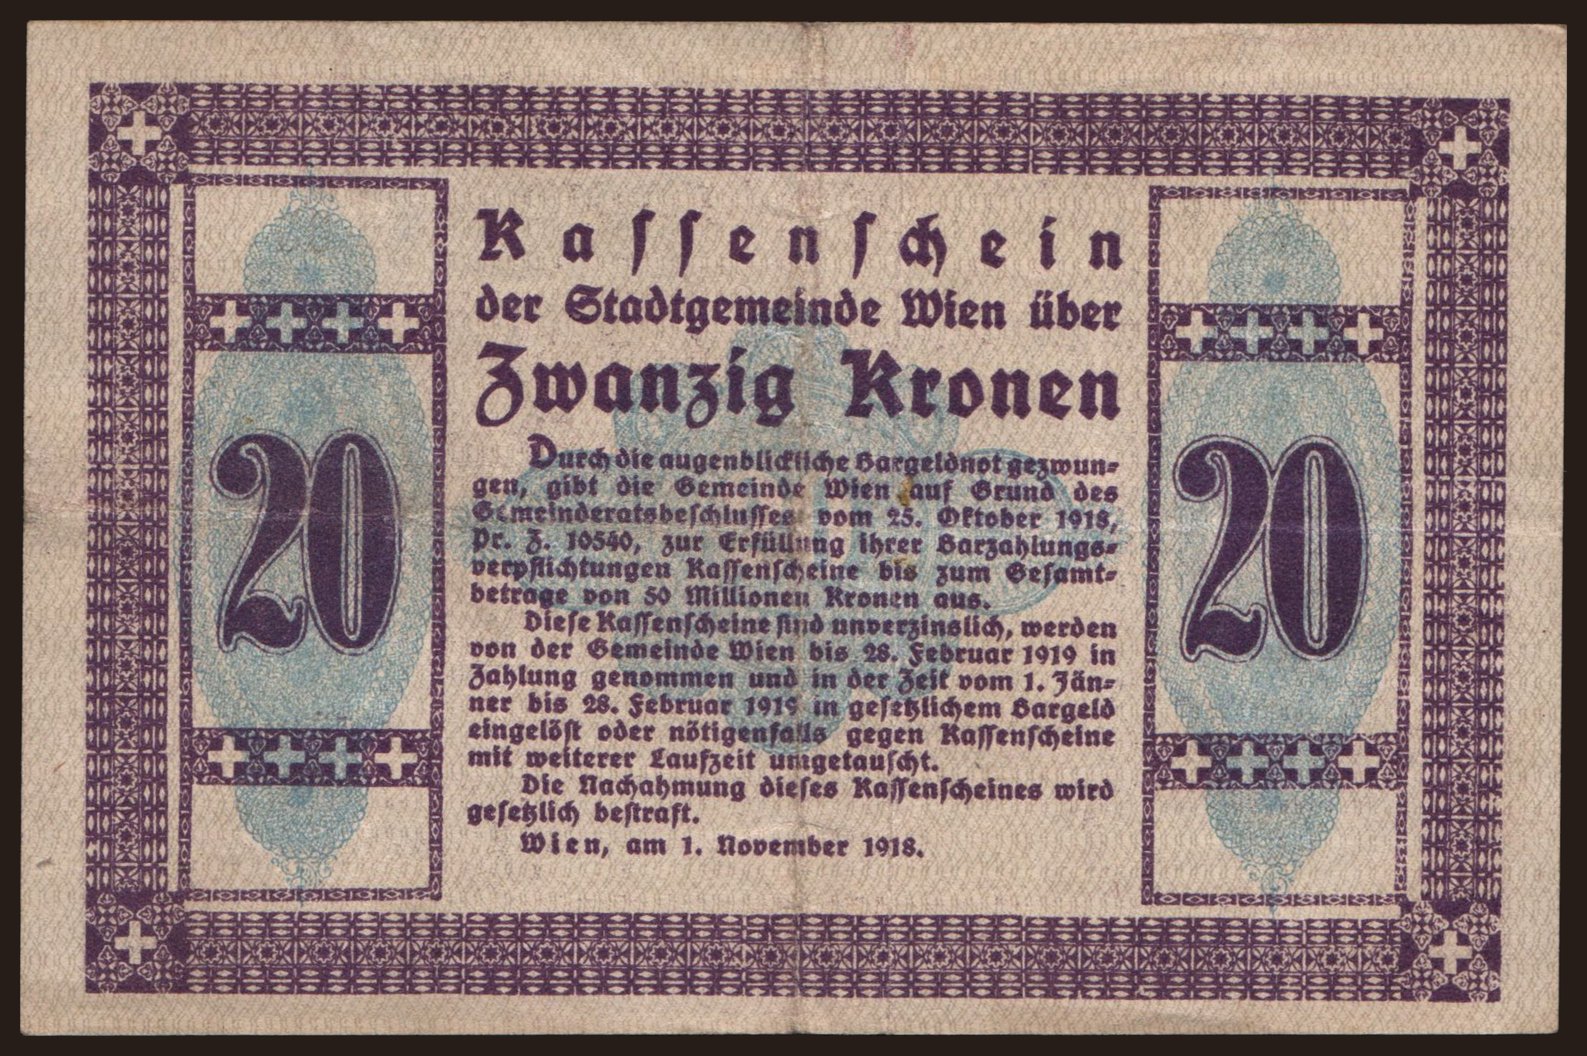 Kassenschein
der Stadtgemeinde Wien über
Zwanzig Kronen
20
20
Durch die augenblickliche Bargeldnot gezwun-
gen, gibt die Gemeinde Wien auf Grund des
Gemeinderatsbeschlusses vom 25. Oktober 1918,
Pr. Z. 10540, zur Erfüllung ihrer Barzahlungs-
verpflichtungen Kassenscheine bis zum Gesamt-
betrage von 50 Millionen Kronen aus.
Diese Kassenscheine sind unverzinslich, werden
von der Gemeinde Wien bis 28. Februar 1919 in
Zahlung genommen und in der Zeit vom 1. Jän-
ner bis 28. Februar 1919 in gesetzlichem Bargeld
eingelöst oder nötigenfalls gegen Kassenscheine
mit weiterer Laufzeit umgetauscht.
Die Nachahmung dieses Kassenscheines wird
gesetzlich bestraft.
Wien, am 1. November 1918.